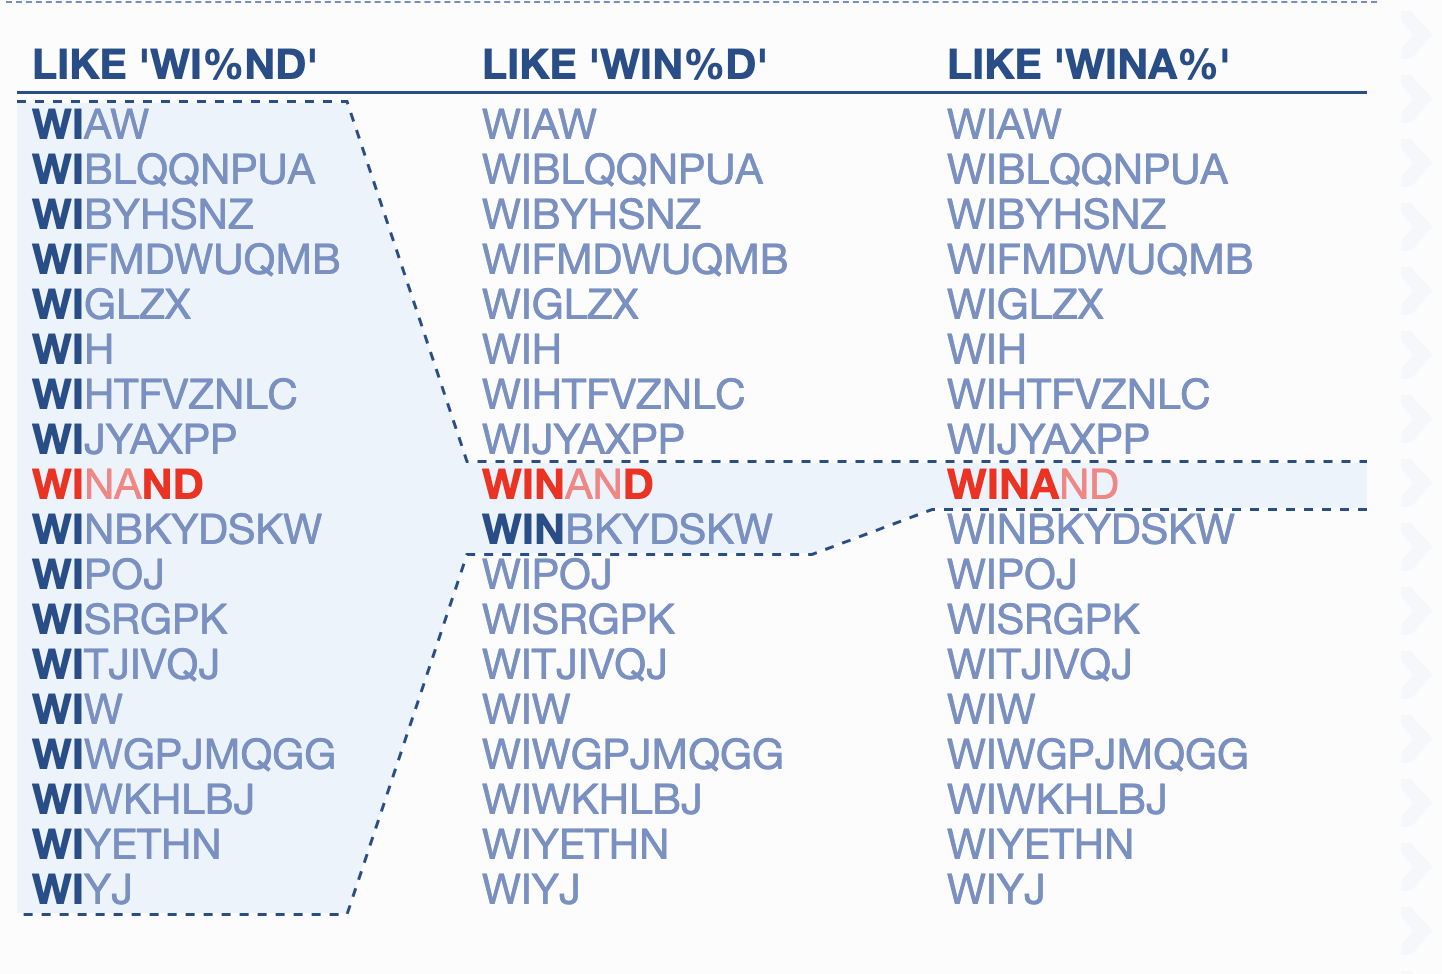 LIKE 'WI%ND' LIKE 'WIN%D' LIKE 'WINA%'
WIAW WIAW WIAW
WIBLQQNPUA WIBLQQNPUA WIBLQQNPUA
WIBYHSNZ WIBYHSNZ WIBYHSNZ
WIFMDWUQMB WIFMDWUQMB WIFMDWUQMB
WIGLZX WIGLZX WIGLZX
WIH WIH WIH
WIHTFVZNLC WIHTFVZNLC WIHTFVZNLC
WIJYAXPP WIJYAXPP WIJYAXPP
WINAND WINAND WINAND
WINBKYDSKW WINBKYDSKW WINBKYDSKW
WIPOJ WIPOJ WIPOJ
WISRGPK WISRGPK WISRGPK
WITJIVQJ WITJIVQJ WITJIVQJ
WIW WIW WIW
WIWGPJMQGG WIWGPJMQGG WIWGPJMQGG
WIWKHLBJ WIWKHLBJ WIWKHLBJ
WIYETHN WIYETHN WIYETHN
WIYJ WIYJ WIYJ